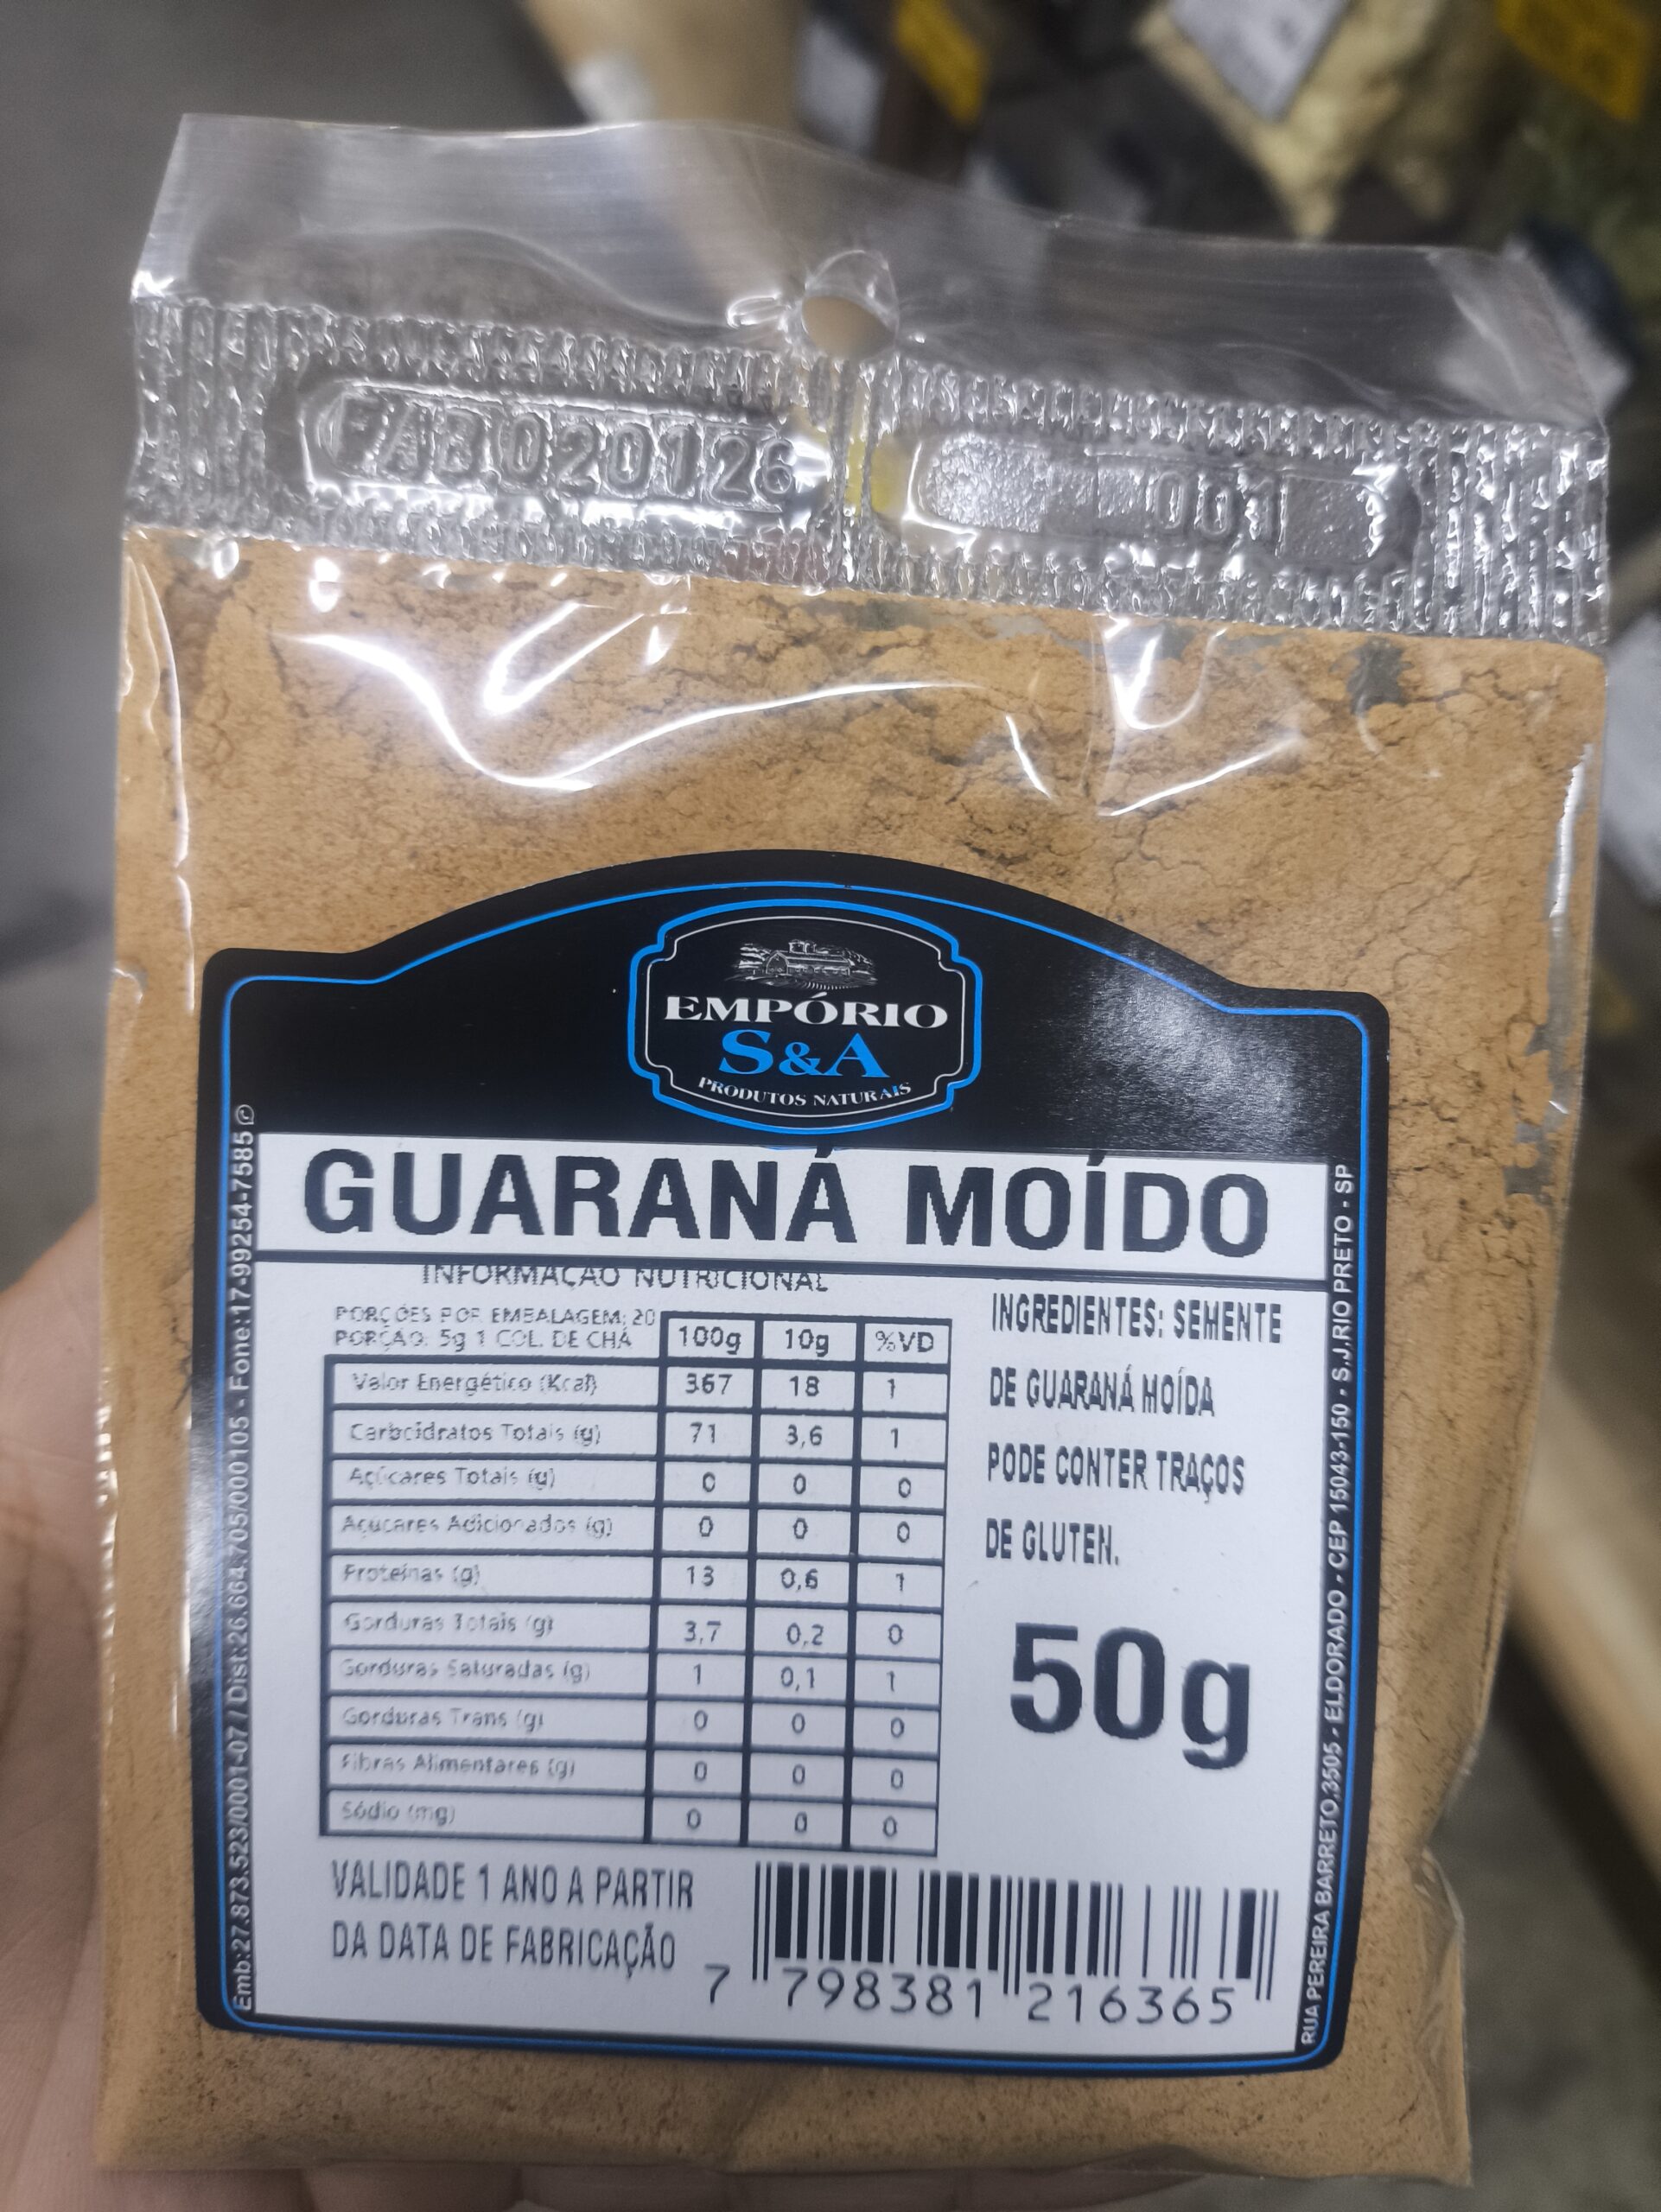 FAB.020126
001
EMPÓRIO
S&A
PRODUTOS NATURAIS
GUARANÁ MOÍDO
INFORMAÇÃO NUTRICIONAL
PORÇÕES POR EMBALAGEM: 20
PORÇÃO: 5g 1 COL. DE CHÁ
100g 10g %VD
Valor Energético (Kcal) 367 18 1
Carboidratos Totais (g) 71 3,6 1
Açúcares Totais (g) 0 0 0
Açúcares Adicionados (g) 0 0 0
Proteínas (g) 13 0,6 1
Gorduras Totais (g) 3,7 0,2 0
Gorduras Saturadas (g) 1 0,1 1
Gorduras Trans (g) 0 0 0
Fibras Alimentares (g) 0 0 0
Sódio (mg) 0 0 0
INGREDIENTES: SEMENTE
DE GUARANÁ MOÍDA
PODE CONTER TRAÇOS
DE GLUTEN.
50g
VALIDADE 1 ANO A PARTIR
DA DATA DE FABRICAÇÃO
7 798381 216365
Emb:27.873.523/0001-07 / Dist:26.664.705/000105 - Fone:17-99254-7585 ©
RUA PEREIRA BARRETO,3505 - ELDORADO - CEP 15043-150 - S.J.RIO PRETO - SP